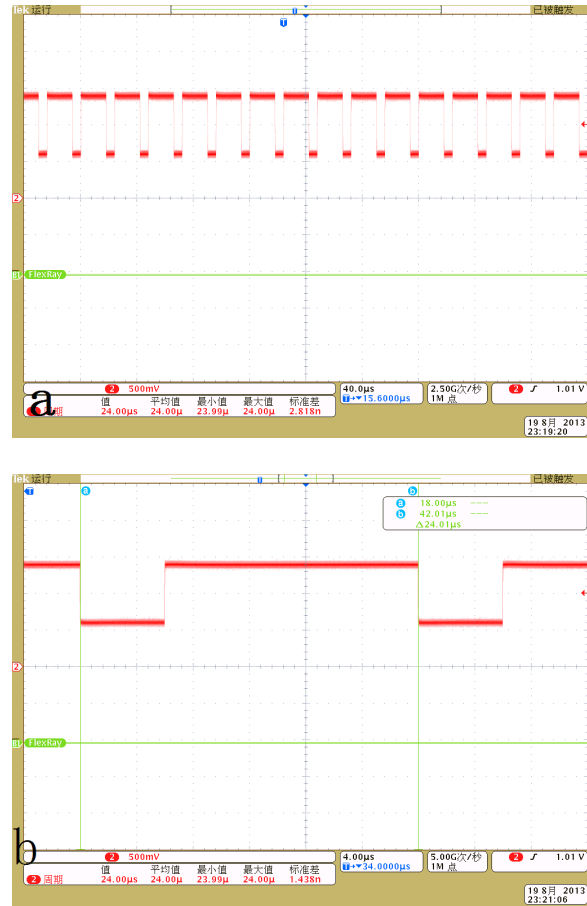 Tek 运行 T 已被触发
T
2
B1 FlexRay
2 500mV 40.0μs 2.50G次/秒 2 1.01 V
T→▼15.6000μs 1M 点
值 平均值 最小值 最大值 标准差
周期 24.00μs 24.00μ 23.99μ 24.00μ 2.818n
19 8月 2013
23:19:20
a
Tek 运行 T 已被触发
T a b
a 18.00μs ---
b 42.01μs ---
Δ24.01μs
2
B1 FlexRay
b
2 500mV 4.00μs 5.00G次/秒 2 1.01 V
T→▼34.0000μs 1M 点
值 平均值 最小值 最大值 标准差
2 周期 24.00μs 24.00μ 23.99μ 24.00μ 1.438n
19 8月 2013
23:21:06